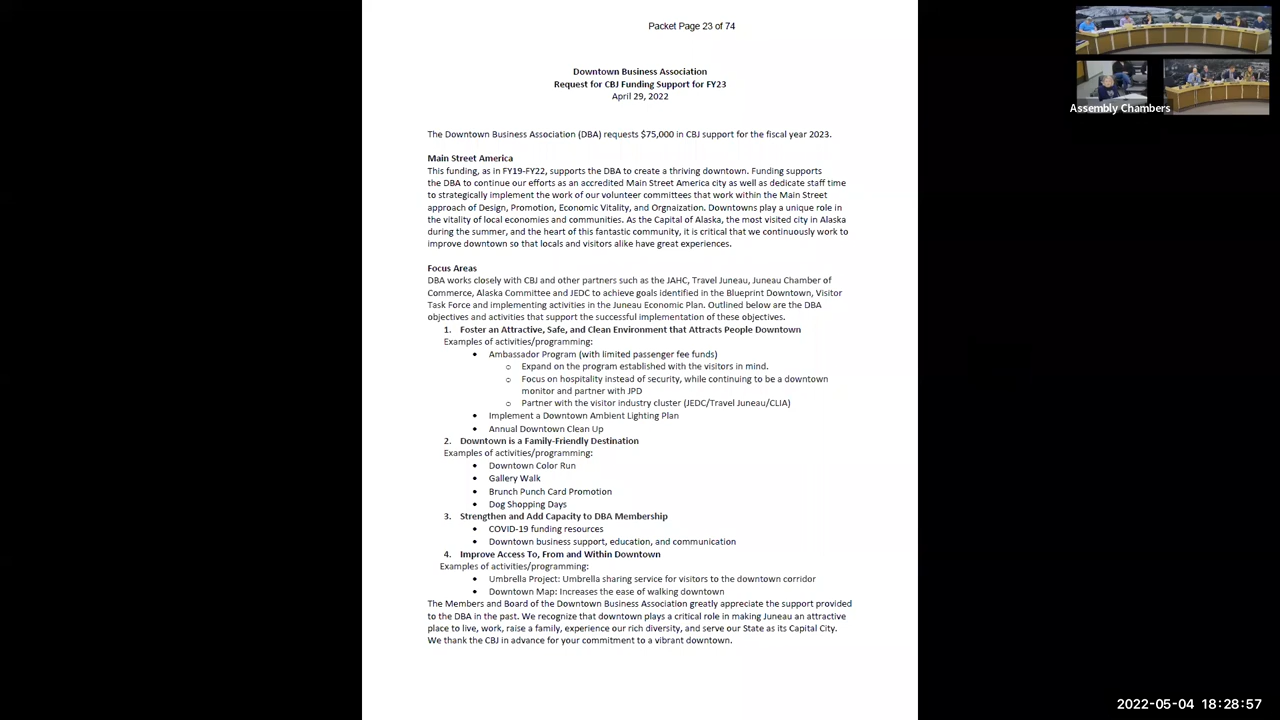 Packet Page 23 of 74
Downtown Business Association
Request for CBJ Funding Support for FY23
April 29, 2022
The Downtown Business Association (DBA) requests $75,000 in CBJ support for the fiscal year 2023.
Main Street America
This funding, as in FY19-FY22, supports the DBA to create a thriving downtown. Funding supports
the DBA to continue our efforts as an accredited Main Street America city as well as dedicate staff time
to strategically implement the work of our volunteer committees that work within the Main Street
approach of Design, Promotion, Economic Vitality, and Orgnaization. Downtowns play a unique role in
the vitality of local economies and communities. As the Capital of Alaska, the most visited city in Alaska
during the summer, and the heart of this fantastic community, it is critical that we continuously work to
improve downtown so that locals and visitors alike have great experiences.
Focus Areas
DBA works closely with CBJ and other partners such as the JAHC, Travel Juneau, Juneau Chamber of
Commerce, Alaska Committee and JEDC to achieve goals identified in the Blueprint Downtown, Visitor
Task Force and implementing activities in the Juneau Economic Plan. Outlined below are the DBA
objectives and activities that support the successful implementation of these objectives.
1. Foster an Attractive, Safe, and Clean Environment that Attracts People Downtown
Examples of activities/programming:
• Ambassador Program (with limited passenger fee funds)
o Expand on the program established with the visitors in mind.
o Focus on hospitality instead of security, while continuing to be a downtown
monitor and partner with JPD
o Partner with the visitor industry cluster (JEDC/Travel Juneau/CLIA)
• Implement a Downtown Ambient Lighting Plan
• Annual Downtown Clean Up
2. Downtown is a Family-Friendly Destination
Examples of activities/programming:
• Downtown Color Run
• Gallery Walk
• Brunch Punch Card Promotion
• Dog Shopping Days
3. Strengthen and Add Capacity to DBA Membership
• COVID-19 funding resources
• Downtown business support, education, and communication
4. Improve Access To, From and Within Downtown
Examples of activities/programming:
• Umbrella Project: Umbrella sharing service for visitors to the downtown corridor
• Downtown Map: Increases the ease of walking downtown
The Members and Board of the Downtown Business Association greatly appreciate the support provided
to the DBA in the past. We recognize that downtown plays a critical role in making Juneau an attractive
place to live, work, raise a family, experience our rich diversity, and serve our State as its Capital City.
We thank the CBJ in advance for your commitment to a vibrant downtown.
Assembly Chambers
2022-05-04 18:28:57